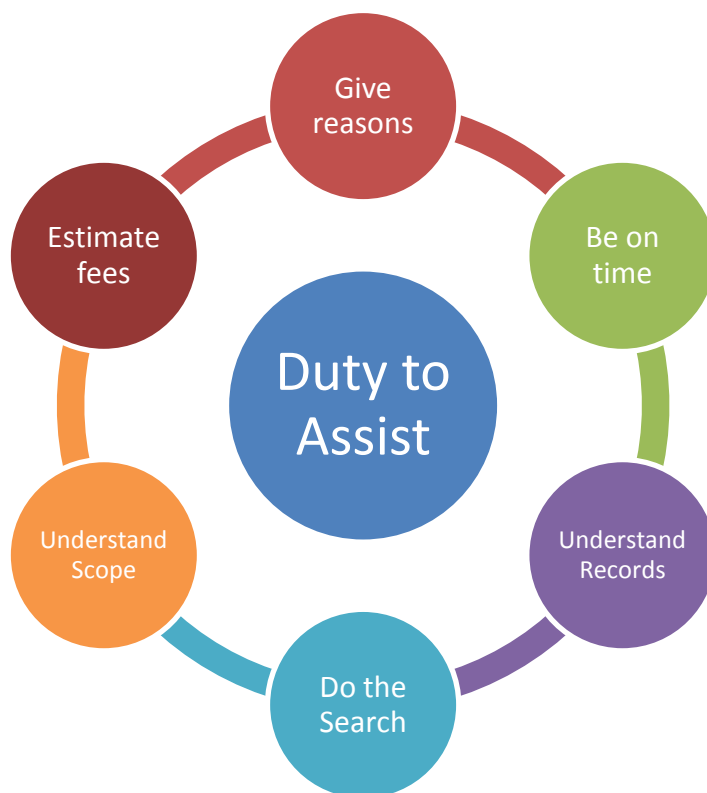 Give
reasons
Be on
time
Understand
Records
Do the
Search
Understand
Scope
Estimate
fees
Duty to
Assist